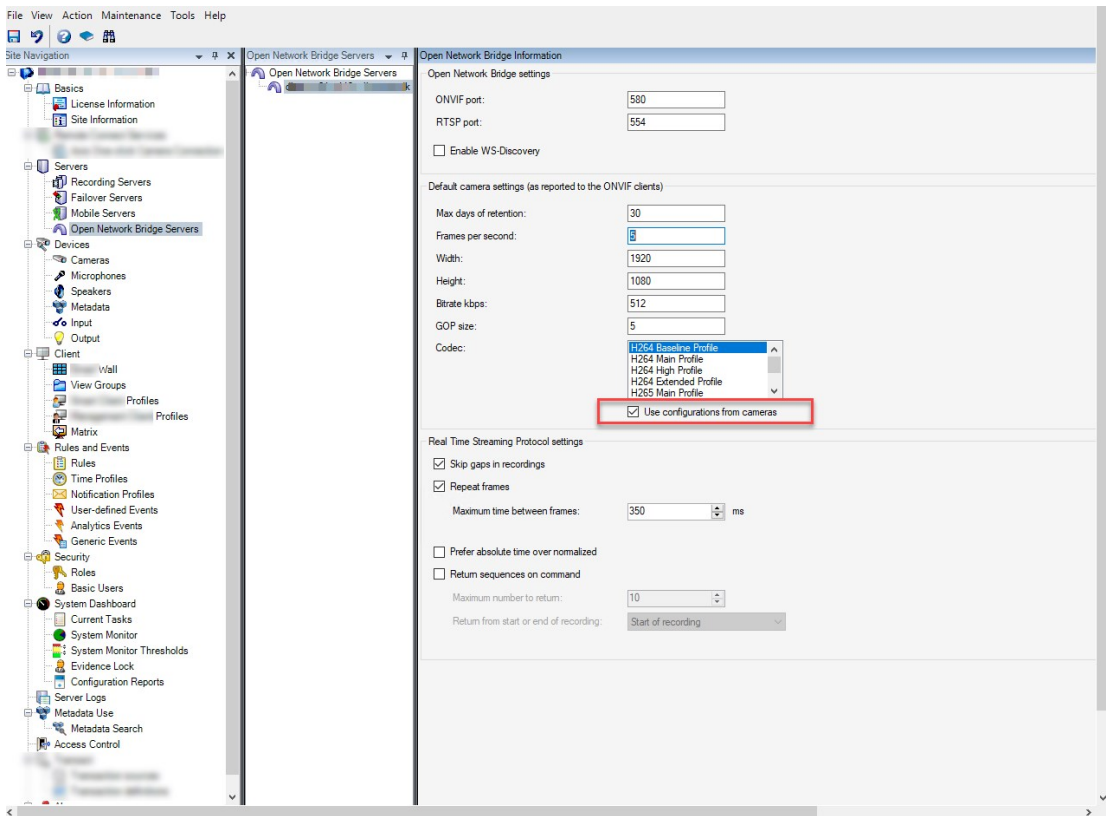 File View Action Maintenance Tools Help
Site Navigation
Basics
License Information
Site Information
Servers
Recording Servers
Failover Servers
Mobile Servers
Open Network Bridge Servers
Devices
Cameras
Microphones
Speakers
Metadata
Input
Output
Client
Wall
View Groups
Profiles
Profiles
Matrix
Rules and Events
Rules
Time Profiles
Notification Profiles
User-defined Events
Analytics Events
Generic Events
Security
Roles
Basic Users
System Dashboard
Current Tasks
System Monitor
System Monitor Thresholds
Evidence Lock
Configuration Reports
Server Logs
Metadata Use
Metadata Search
Access Control
Open Network Bridge Servers
Open Network Bridge Servers
Open Network Bridge Information
Open Network Bridge settings
ONVIF port: 580
RTSP port: 554
Enable WS-Discovery
Default camera settings (as reported to the ONVIF clients)
Max days of retention: 30
Frames per second: 5
Width: 1920
Height: 1080
Bitrate kbps: 512
GOP size: 5
Codec: H264 Baseline Profile
H264 Main Profile
H264 High Profile
H264 Extended Profile
H265 Main Profile
Use configurations from cameras
Real Time Streaming Protocol settings
Skip gaps in recordings
Repeat frames
Maximum time between frames: 350 ms
Prefer absolute time over normalized
Return sequences on command
Maximum number to return: 10
Return from start or end of recording: Start of recording